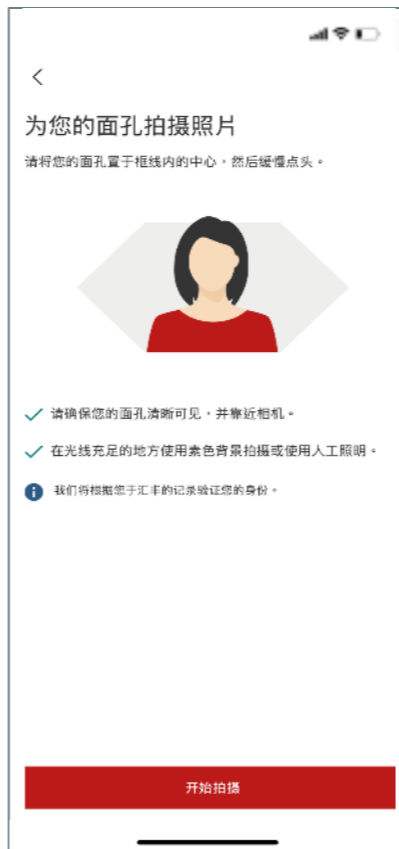 为您的面孔拍摄照片
请将您的面孔置于框线内的中心，然后缓慢点头。
请确保您的面孔清晰可见，并靠近相机。
在光线充足的地方使用素色背景拍摄或使用人工照明。
我们将根据您于汇丰的记录验证您的身份。
开始拍摄